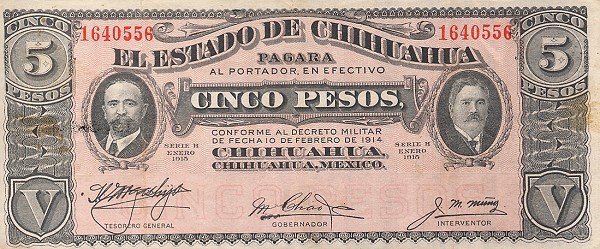 CINCO 5 PESOS
CINCO 5 PESOS
1640556
1640556
EL ESTADO DE CHIHUAHUA
PAGARA
AL PORTADOR, EN EFECTIVO
CINCO PESOS,
CONFORME AL DECRETO MILITAR
DE FECHA 10 DE FEBRERO DE 1914.
SERIE H
ENERO
1915
SERIE H
ENERO
1915
CHIHUAHUA,
CHIHUAHUA, MEXICO.
V
V
TESORERO GENERAL
GOBERNADOR
J. M. Muñoz
INTERVENTOR